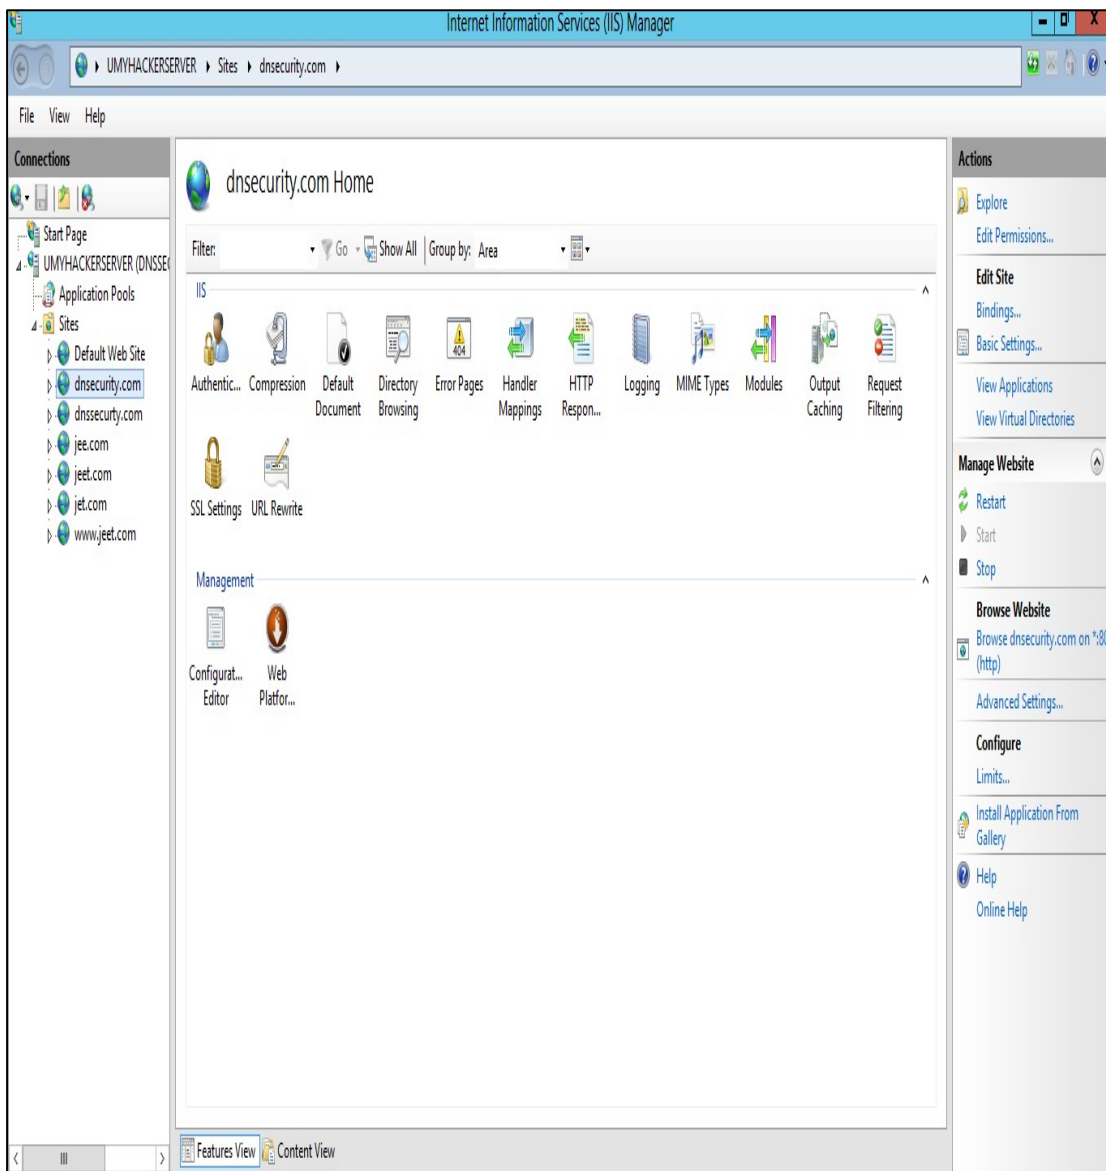 Internet Information Services (IIS) Manager
UMYHACKERSERVER
Sites
dnsecurity.com
File View Help
Connections
Start Page
UMYHACKERSERVER (DNSSE
Application Pools
Sites
Default Web Site
dnsecurity.com
dnssecurty.com
jee.com
jeet.com
jet.com
www.jeet.com
dnsecurity.com Home
Filter: Go Show All Group by: Area
IIS
Authentic... Compression Default Document Directory Browsing Error Pages Handler Mappings HTTP Respon... Logging MIME Types Modules Output Caching Request Filtering
404
SSL Settings URL Rewrite
Management
Configurat... Editor Web Platfor...
Features View Content View
Actions
Explore
Edit Permissions...
Edit Site
Bindings...
Basic Settings...
View Applications
View Virtual Directories
Manage Website
Restart
Start
Stop
Browse Website
Browse dnsecurity.com on *:80
(http)
Advanced Settings...
Configure
Limits...
Install Application From
Gallery
Help
Online Help